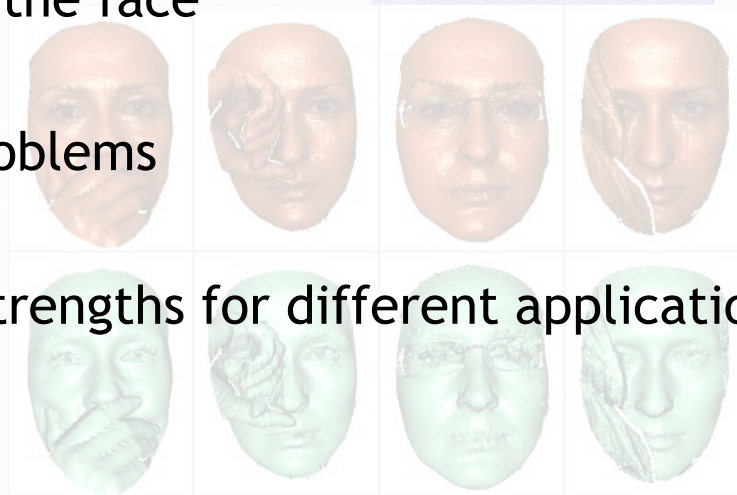 the face
oblems
trengths for different applicatio